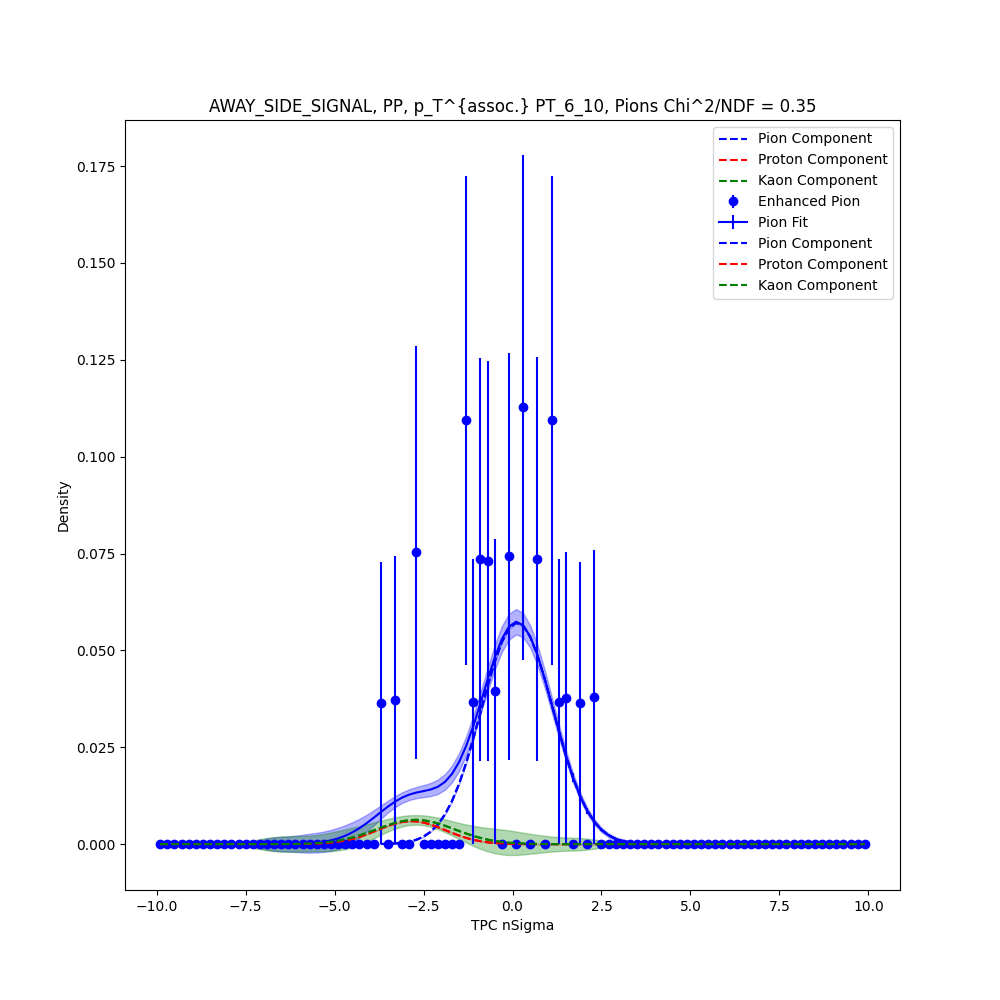 AWAY_SIDE_SIGNAL, PP, p_T^{assoc.} PT_6_10, Pions Chi^2/NDF = 0.35
Pion Component
Proton Component
Kaon Component
Enhanced Pion
Pion Fit
Pion Component
Proton Component
Kaon Component
0.175
0.150
0.125
0.100
0.075
0.050
0.025
0.000
Density
−10.0 −7.5 −5.0 −2.5 0.0 2.5 5.0 7.5 10.0
TPC nSigma